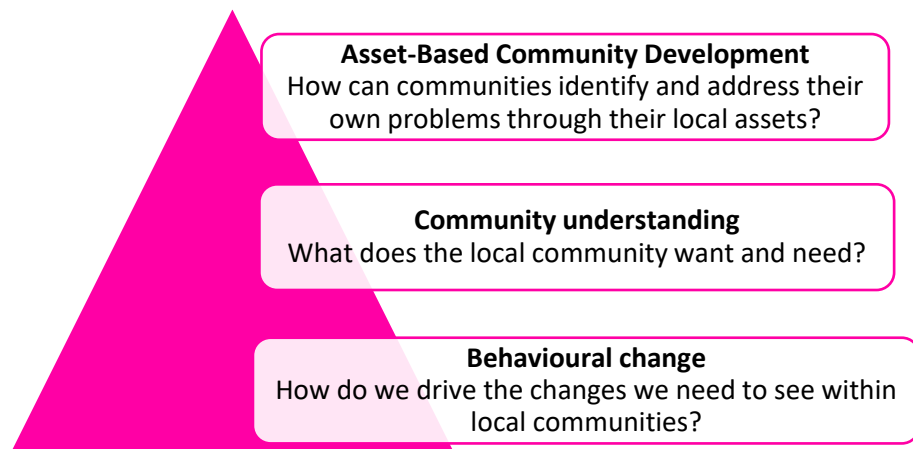 Asset-Based Community Development
How can communities identify and address their
own problems through their local assets?
Community understanding
What does the local community want and need?
Behavioural change
How do we drive the changes we need to see within
local communities?